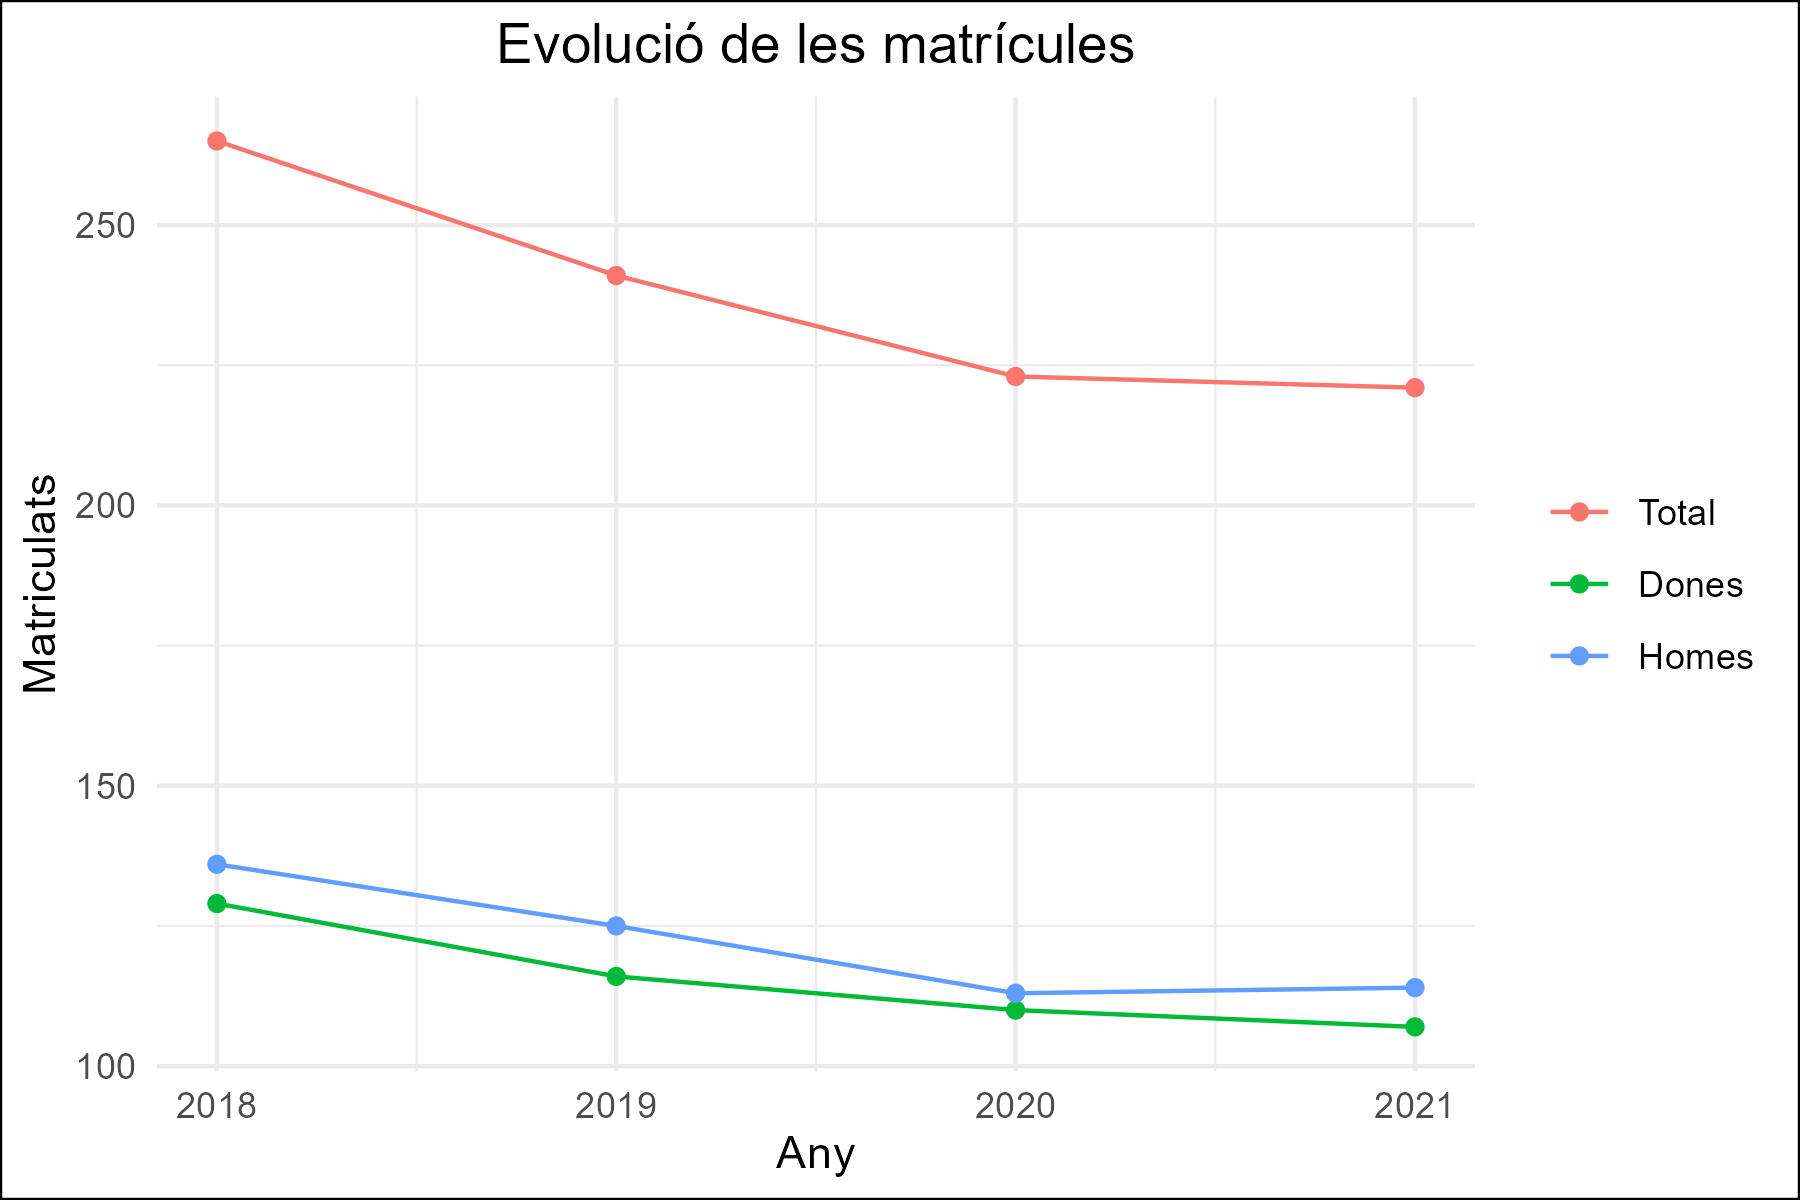 Evolució de les matrícules
Matriculats
250
200
150
100
2018 2019 2020 2021
Any
Total
Dones
Homes